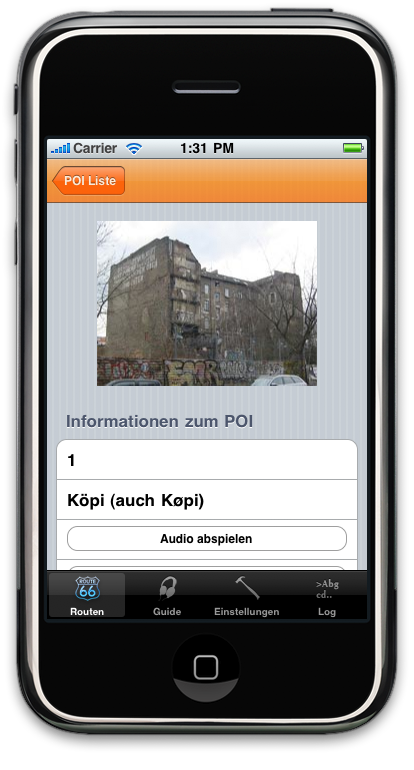 Carrier 1:31 PM
POI Liste
Informationen zum POI
1
Köpi (auch Køpi)
Audio abspielen
ROUTE
66
>Abg
cd..
Routen Guide Einstellungen Log